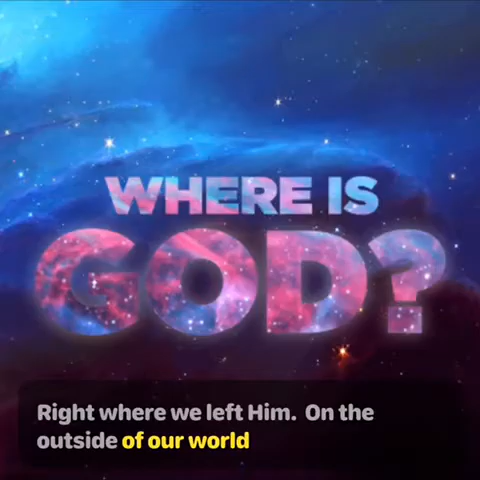 WHERE IS
GOD?
Right where we left Him. On the
outside of our world